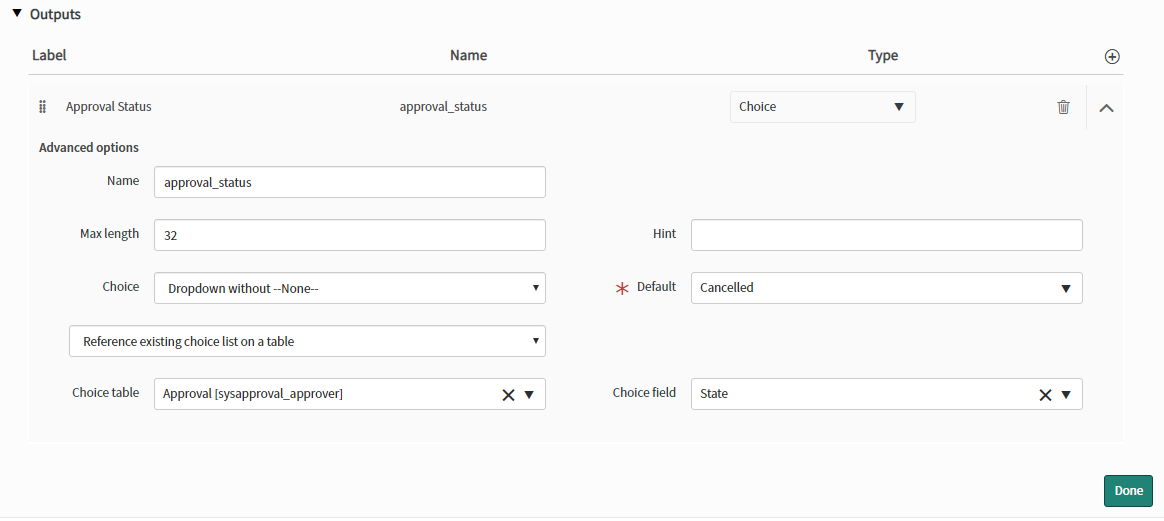 Outputs
Label Name Type
Approval Status approval_status Choice
Advanced options
Name approval_status
Max length 32 Hint
Choice Dropdown without --None-- Default Cancelled
Reference existing choice list on a table
Choice table Approval [sysapproval_approver] Choice field State
Done